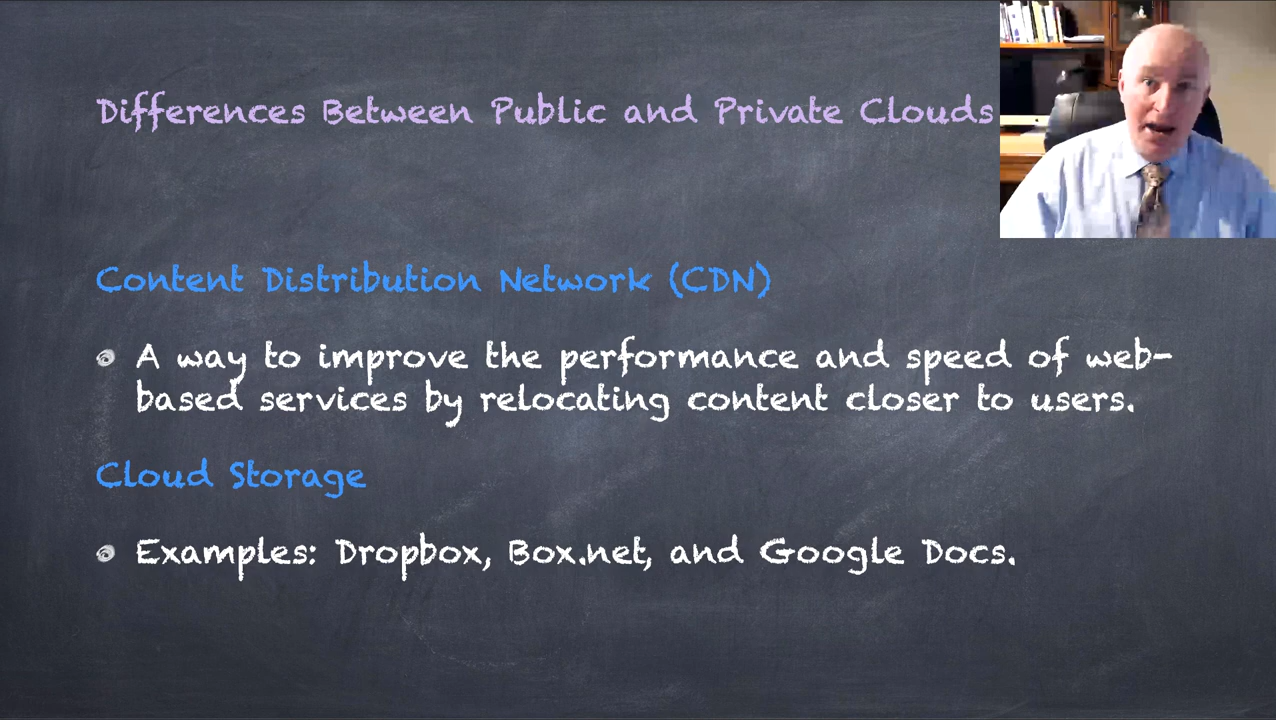 Differences Between Public and Private Clouds
Content Distribution Network (CDN)
A way to improve the performance and speed of web-
based services by relocating content closer to users.
Cloud Storage
Examples: Dropbox, Box.net, and Google Docs.